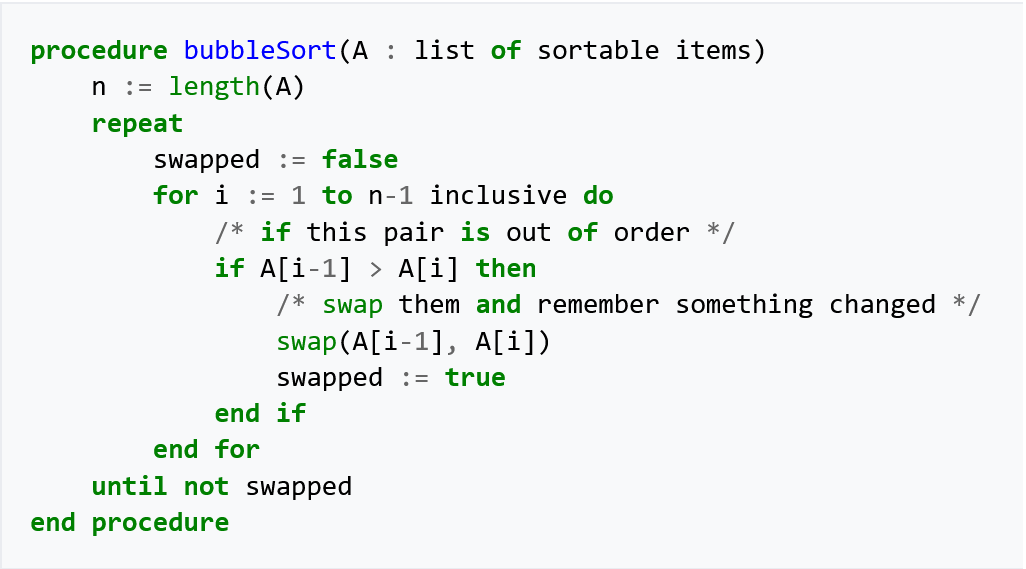 procedure bubbleSort(A : list of sortable items)
    n := length(A)
    repeat
        swapped := false
        for i := 1 to n-1 inclusive do
            /* if this pair is out of order */
            if A[i-1] > A[i] then
                /* swap them and remember something changed */
                swap(A[i-1], A[i])
                swapped := true
            end if
        end for
    until not swapped
end procedure